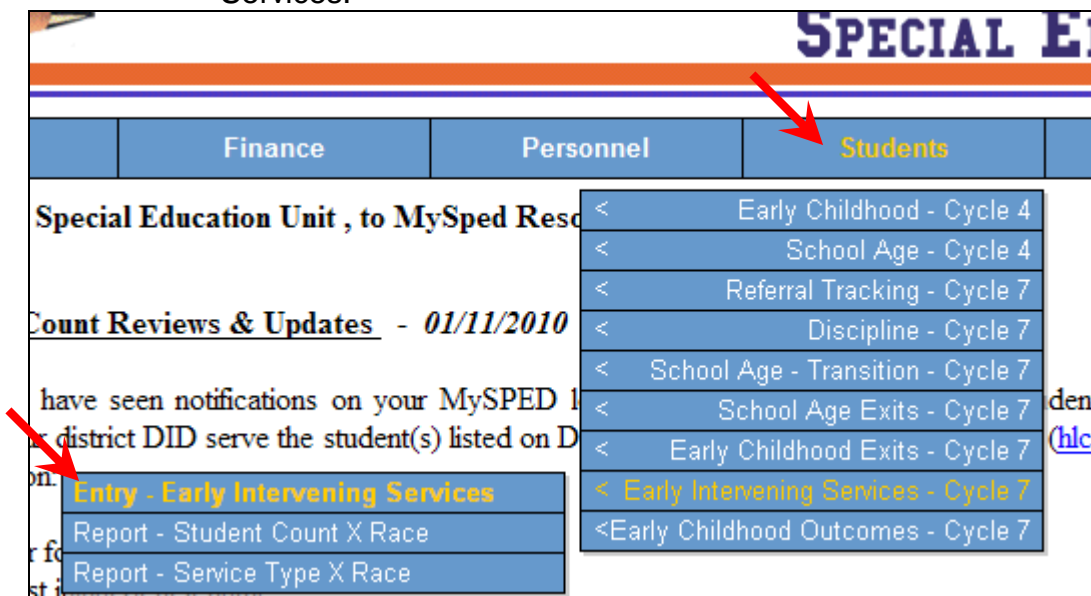 Services.
SPECIAL
Finance Personnel Students
Special Education Unit , to MySped
Count Reviews & Updates - 01/11/2010
have seen notifications on your MySPED
district DID serve the student(s) listed on
(hlc
< Early Childhood - Cycle 4
< School Age - Cycle 4
< Referral Tracking - Cycle 7
< Discipline - Cycle 7
< School Age - Transition - Cycle 7
< School Age Exits - Cycle 7
< Early Childhood Exits - Cycle 7
< Early Intervening Services - Cycle 7
<Early Childhood Outcomes - Cycle 7
Entry - Early Intervening Services
Report - Student Count X Race
Report - Service Type X Race